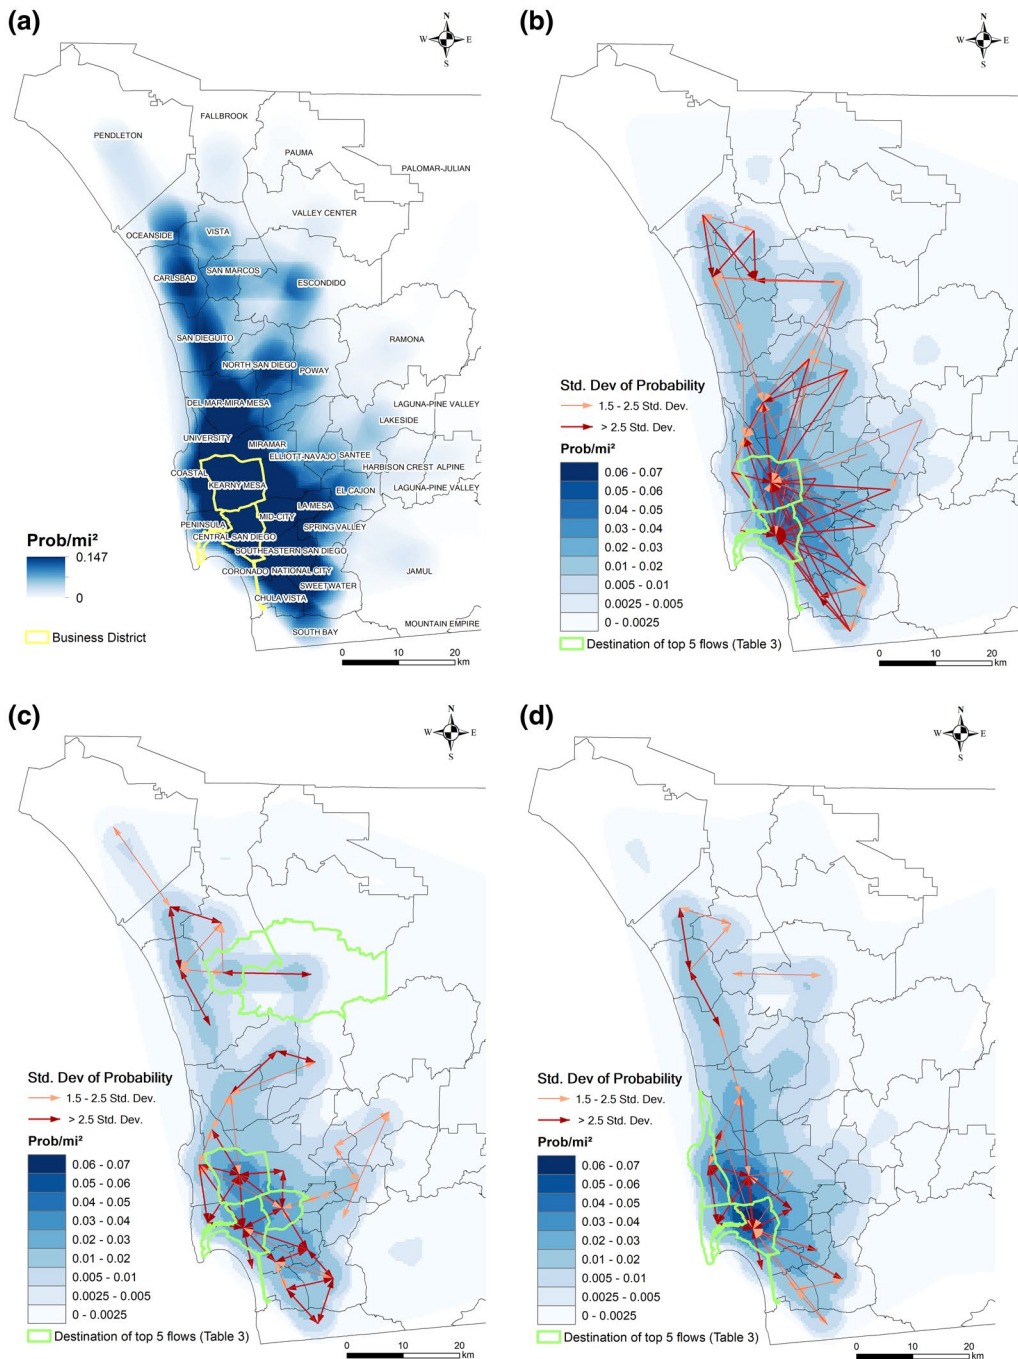 (a)
N
W E
S
FALLBROOK
PENDLETON
PAUMA
PALOMAR-JULIAN
VALLEY CENTER
OCEANSIDE
VISTA
CARLSBAD
SAN MARCOS
ESCONDIDO
SAN DIEGUITO
RAMONA
NORTH SAN DIEGO
POWAY
DEL MAR-MIRA MESA
LAGUNA-PINE VALLEY
LAKESIDE
UNIVERSITY
MIRAMAR
ELLIOTT-NAVAJO
SANTEE
COASTAL
HARBISON CREST ALPINE
KEARNY MESA
EL CAJON
LAGUNA-PINE VALLEY
LA MESA
PENINSULA
MID-CITY
SPRING VALLEY
CENTRAL SAN DIEGO
SOUTHEASTERN SAN DIEGO
CORONADO
NATIONAL CITY
JAMUL
SWEETWATER
CHULA VISTA
SOUTH BAY
MOUNTAIN EMPIRE
Prob/mi²
0.147
0
Business District
0 10 20
km
(b)
N
W E
S
Std. Dev of Probability
1.5 - 2.5 Std. Dev.
> 2.5 Std. Dev.
Prob/mi²
0.06 - 0.07
0.05 - 0.06
0.04 - 0.05
0.03 - 0.04
0.02 - 0.03
0.01 - 0.02
0.005 - 0.01
0.0025 - 0.005
0 - 0.0025
Destination of top 5 flows (Table 3)
0 10 20
km
(c)
N
W E
S
Std. Dev of Probability
1.5 - 2.5 Std. Dev.
> 2.5 Std. Dev.
Prob/mi²
0.06 - 0.07
0.05 - 0.06
0.04 - 0.05
0.03 - 0.04
0.02 - 0.03
0.01 - 0.02
0.005 - 0.01
0.0025 - 0.005
0 - 0.0025
Destination of top 5 flows (Table 3)
0 10 20
km
(d)
N
W E
S
Std. Dev of Probability
1.5 - 2.5 Std. Dev.
> 2.5 Std. Dev.
Prob/mi²
0.06 - 0.07
0.05 - 0.06
0.04 - 0.05
0.03 - 0.04
0.02 - 0.03
0.01 - 0.02
0.005 - 0.01
0.0025 - 0.005
0 - 0.0025
Destination of top 5 flows (Table 3)
0 10 20
km